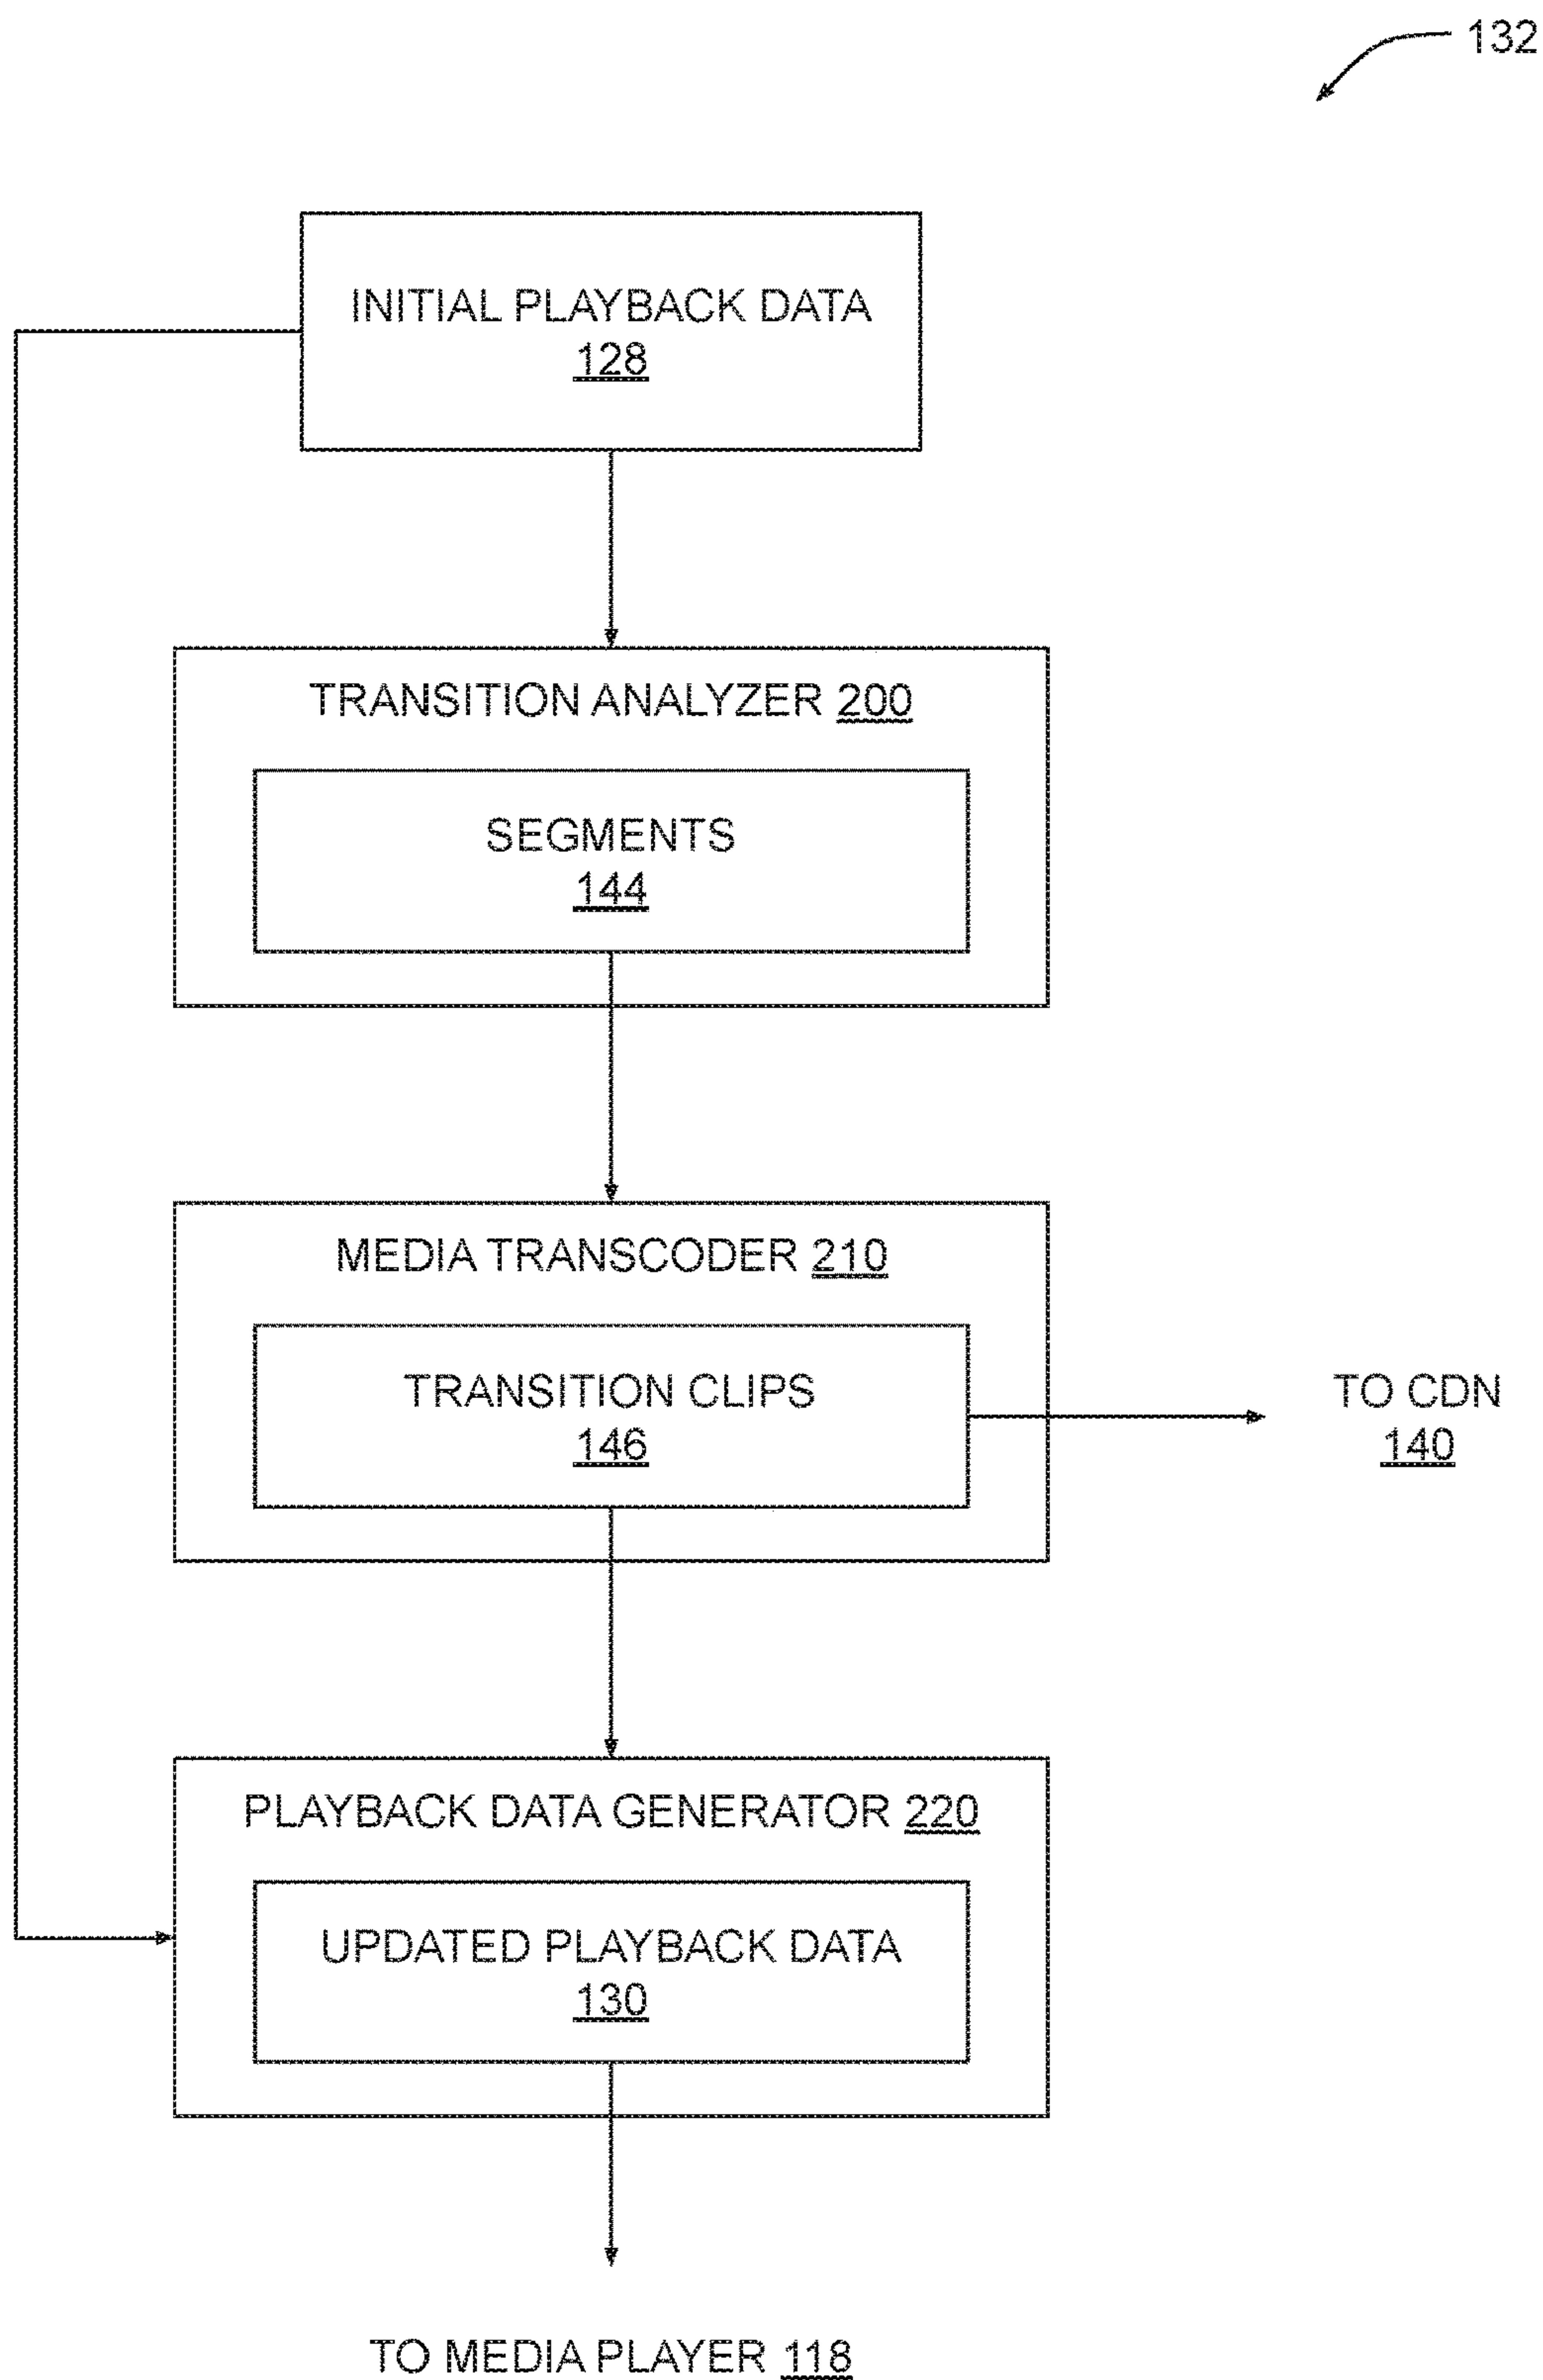 132
INITIAL PLAYBACK DATA
128
TRANSITION ANALYZER 200
SEGMENTS
144
MEDIA TRANSCODER 210
TRANSITION CLIPS
146
TO CDN
140
PLAYBACK DATA GENERATOR 220
UPDATED PLAYBACK DATA
130
TO MEDIA PLAYER 118